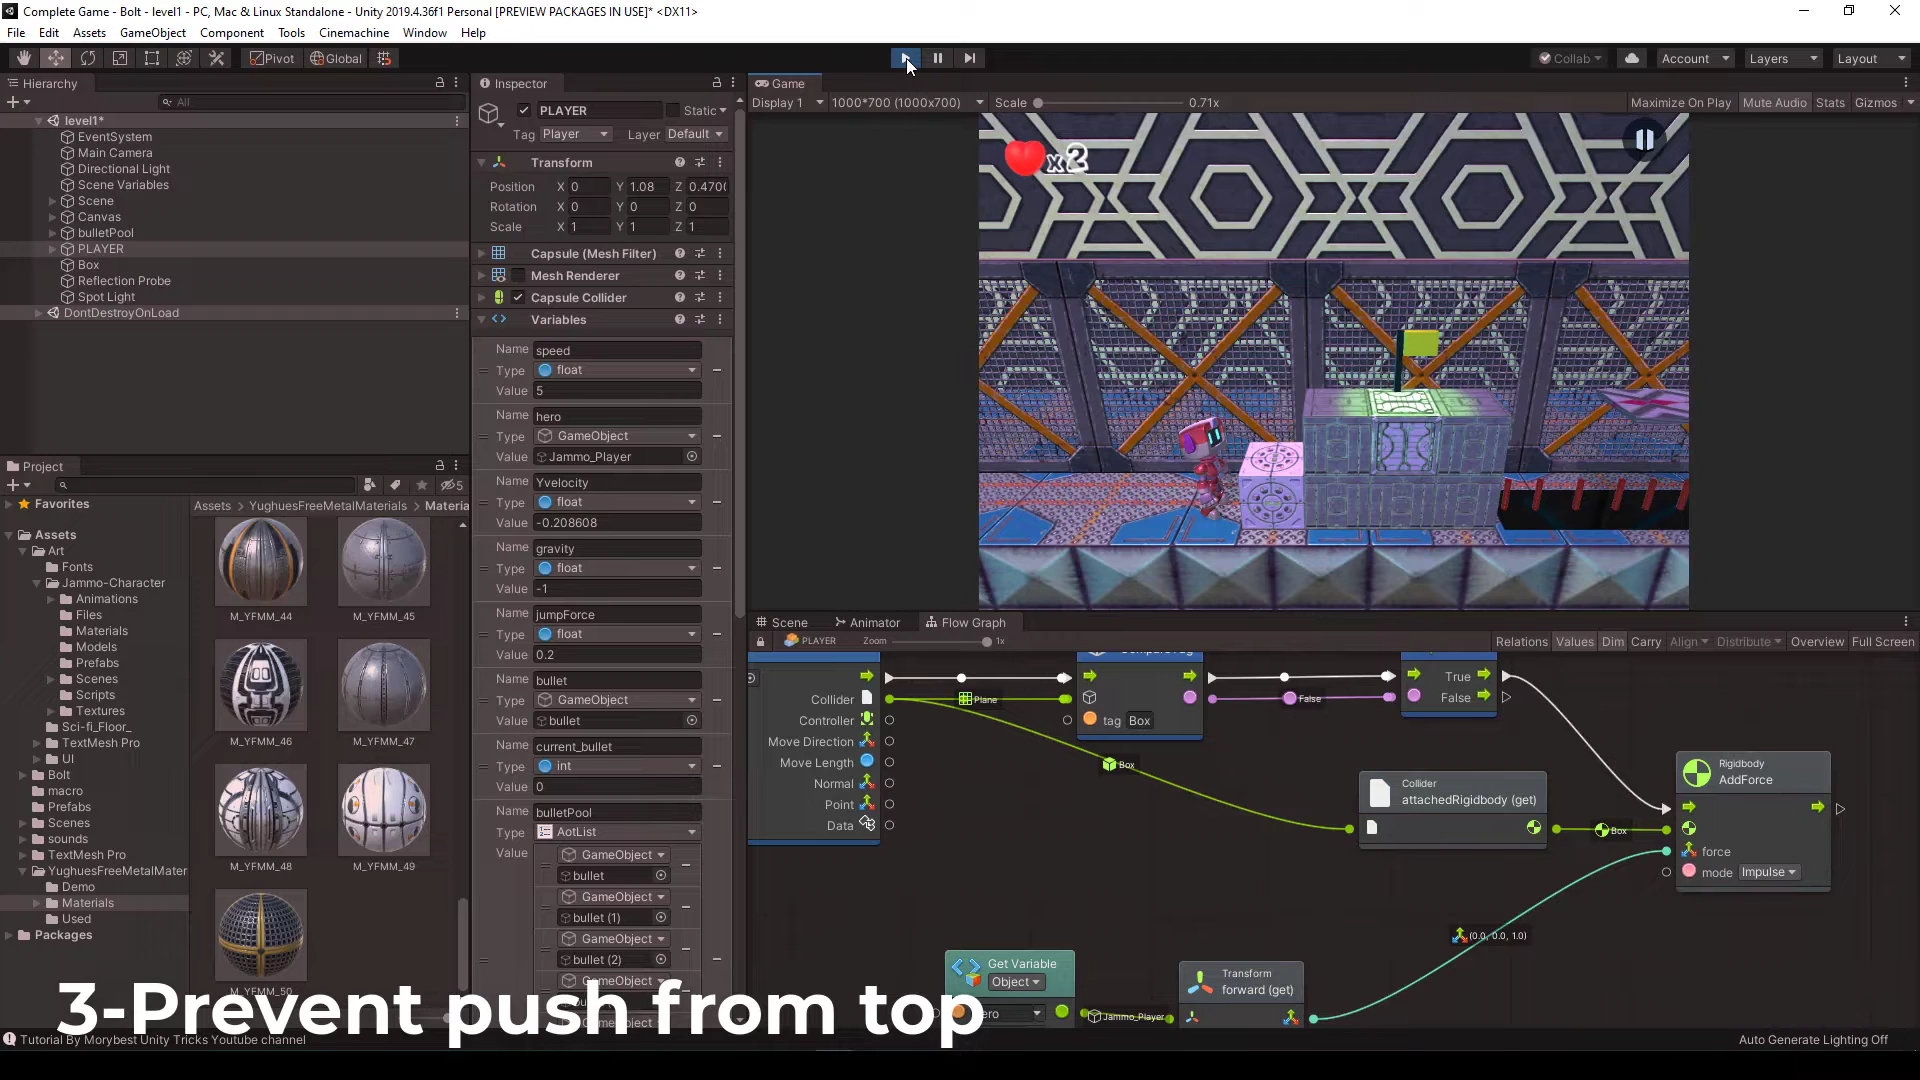 Complete Game - Bolt - level1 - PC, Mac & Linux Standalone - Unity 2019.4.36f1 Personal [PREVIEW PACKAGES IN USE]* <DX11>
File Edit Assets GameObject Component Tools Cinemachine Window Help
Pivot Global Collab Account Layers Layout
Hierarchy
All
level1*
EventSystem
Main Camera
Directional Light
Scene Variables
Scene
Canvas
bulletPool
PLAYER
Box
Reflection Probe
Spot Light
DontDestroyOnLoad
Project
5
Favorites
Assets
Art
Fonts
Jammo-Character
Animations
Files
Materials
Models
Prefabs
Scenes
Scripts
Textures
Sci-fi_Floor_
TextMesh Pro
UI
Bolt
macro
Prefabs
Scenes
sounds
TextMesh Pro
YughuesFreeMetalMater
Demo
Materials
Used
Packages
Assets YughuesFreeMetalMaterials Materia
M_YFMM_44 M_YFMM_45
M_YFMM_46 M_YFMM_47
M_YFMM_48 M_YFMM_49
M_YFMM_50
Inspector
PLAYER Static
Tag Player Layer Default
Transform
Position X 0 Y 1.08 Z 0.470
Rotation X 0 Y 0 Z 0
Scale X 1 Y 1 Z 1
Capsule (Mesh Filter)
Mesh Renderer
Capsule Collider
Variables
Name speed
Type float
Value 5
Name hero
Type GameObject
Value Jammo_Player
Name Yvelocity
Type float
Value -0.208608
Name gravity
Type float
Value -1
Name jumpForce
Type float
Value 0.2
Name bullet
Type GameObject
Value bullet
Name current_bullet
Type int
Value 0
Name bulletPool
Type AotList
Value GameObject
bullet
GameObject
bullet (1)
GameObject
bullet (2)
GameObject
Game
Display 1 1000*700 (1000x700) Scale 0.71x Maximize On Play Mute Audio Stats Gizmos
x2
Scene Animator Flow Graph
PLAYER Zoom 1x Relations Values Dim Carry Align Distribute Overview Full Screen
Collider
Controller
Move Direction
Move Length
Normal
Point
Data
Plane
tag Box
False
True
False
Box
Collider
attachedRigidbody (get)
Box
Rigidbody
AddForce
force
mode Impulse
(0.0, 0.0, 1.0)
Get Variable
Object
Jammo_Player
Transform
forward (get)
3-Prevent push from top
Tutorial By Morybest Unity Tricks Youtube channel
Auto Generate Lighting Off